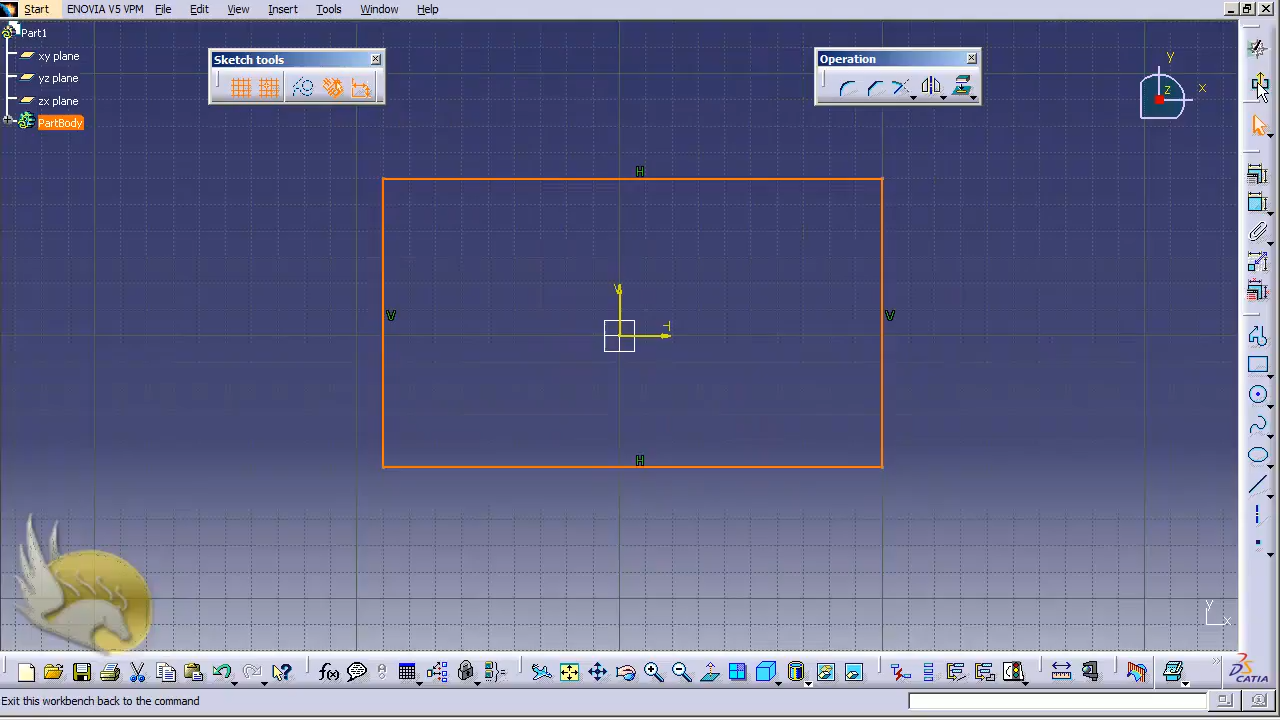 Start ENOVIA V5 VPM File Edit View Insert Tools Window Help
Part1
xy plane
yz plane
zx plane
PartBody
Sketch tools
Operation
y
x
z
H
V
V
V
H
H
y
x
f(x)
CATIA
Exit this workbench back to the command